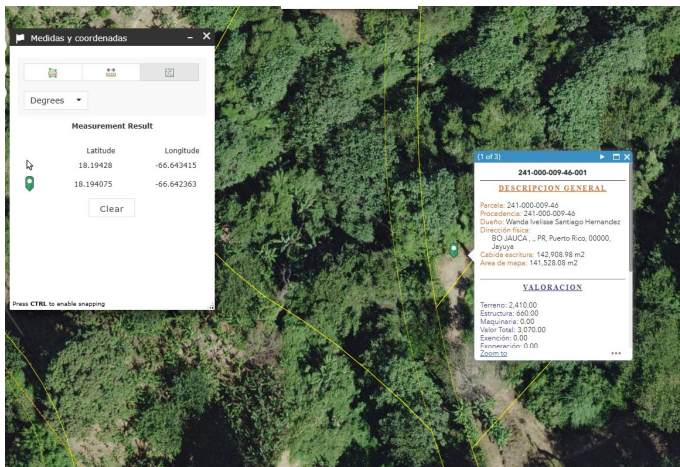 Medidas y coordenadas
Degrees
Measurement Result
Latitude Longitude
18.19428 -66.643415
18.194075 -66.642363
Clear
Press CTRL to enable snapping
(1 of 3)
241-000-009-46-001
DESCRIPCION GENERAL
Parcela: 241-000-009-46
Procedencia: 241-000-009-46
Dueño: Wanda Ivelisse Santiago Hernandez
Dirección física:
BO JAUCA , ., PR, Puerto Rico, 00000,
Jayuya
Cabida escritura: 142,908.98 m2
Area de mapa: 141,528.08 m2
VALORACION
Terreno: 2,410.00
Estructura: 660.00
Maquinaria: 0.00
Valor Total: 3,070.00
Exención: 0.00
Exoneración: 0.00
Zoom to